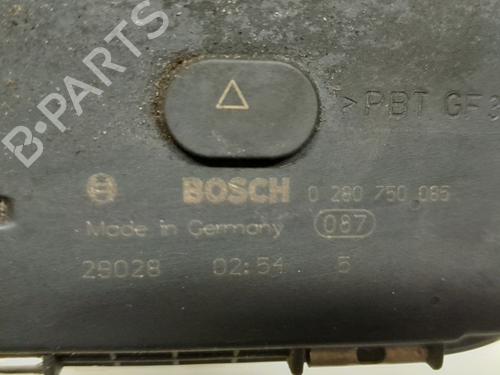 B-PARTS
>PBT GF3
BOSCH 0 280 750 085
Made in Germany 087
29028 02:54 5